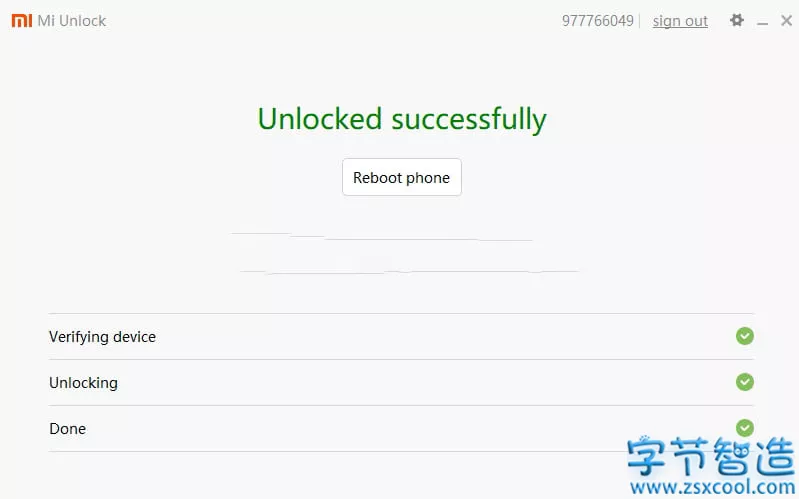 mi Mi Unlock 977766049 sign out
Unlocked successfully
Reboot phone
Verifying device
Unlocking
Done
字节智造
www.zsxcool.com